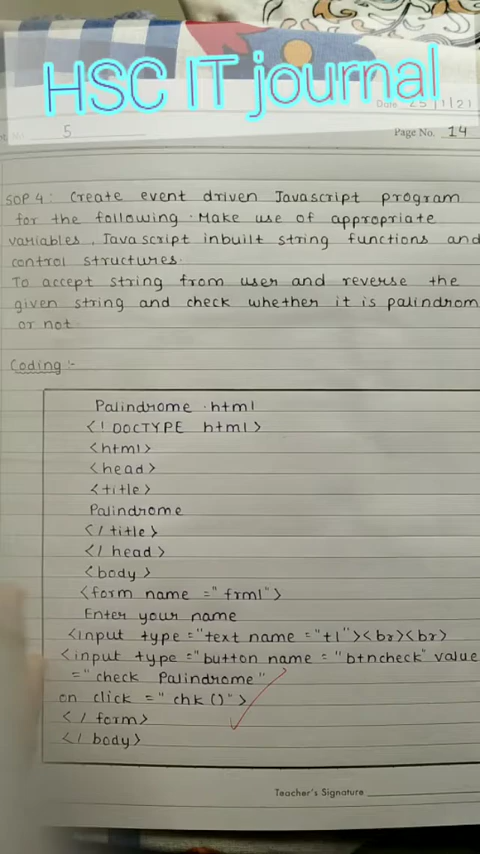 HSC IT journal
Date 25/1/21
5
Page No. 14
SOP 4 : Create event driven Javascript program
for the following. Make use of appropriate
variables, Javascript inbuilt string functions and
control structures.
To accept string from user and reverse the
given string and check whether it is palindrom
or not.
Coding :-
Palindrome .html
<! DOCTYPE html>
<html>
<head>
<title>
Palindrome
</title>
</head>
<body>
<form name ="frm1">
Enter your name
<input type="text name ="t1"><br><br>
<input type="button name = "btncheck" value
="check Palindrome"
on click =" chk ()">
</form>
</body>
Teacher's Signature